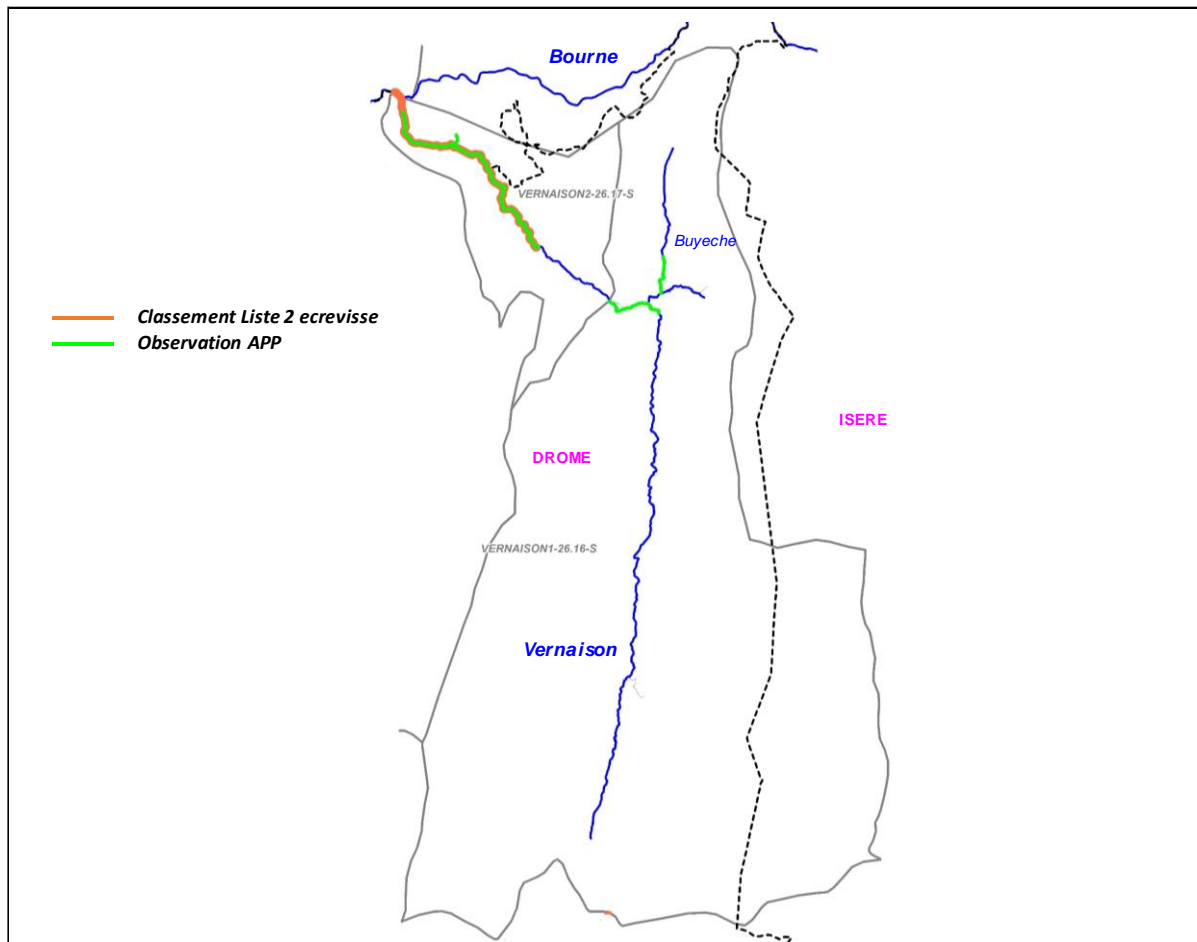 Bourne
VERNAISON2-26.17-S
Buyeche
Classement Liste 2 ecrevisse
Observation APP
ISERE
DROME
VERNAISON1-26.16-S
Vernaison